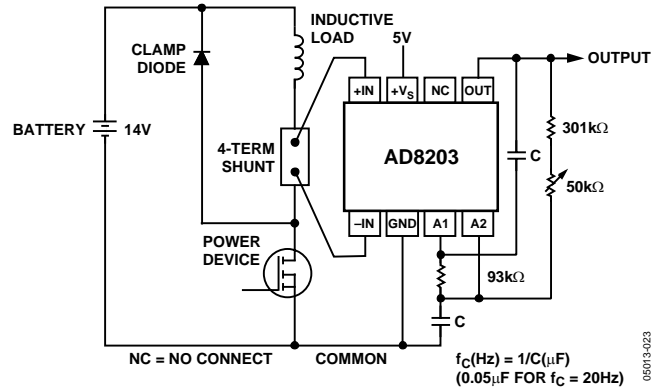 INDUCTIVE
LOAD
CLAMP
DIODE
5V
OUTPUT
+IN
+VS
NC
OUT
BATTERY
14V
4-TERM
SHUNT
AD8203
C
301kΩ
50kΩ
–IN
GND
A1
A2
POWER
DEVICE
93kΩ
C
NC = NO CONNECT
COMMON
fC(Hz) = 1/C(μF)
(0.05μF FOR fC = 20Hz)
05013-023